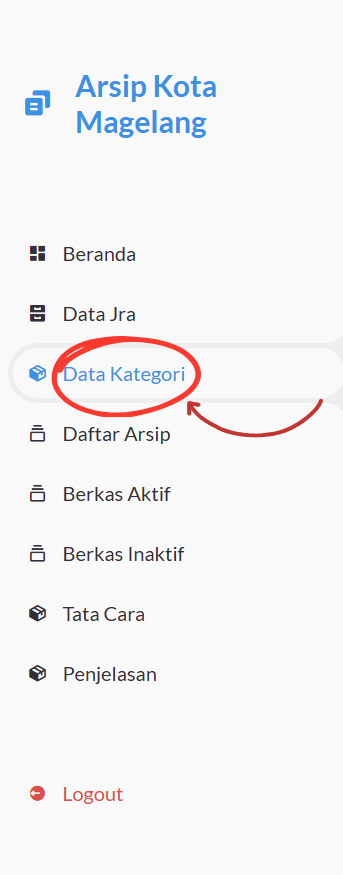 Arsip Kota
Magelang
Beranda
Data Jra
Data Kategori
Daftar Arsip
Berkas Aktif
Berkas Inaktif
Tata Cara
Penjelasan
Logout